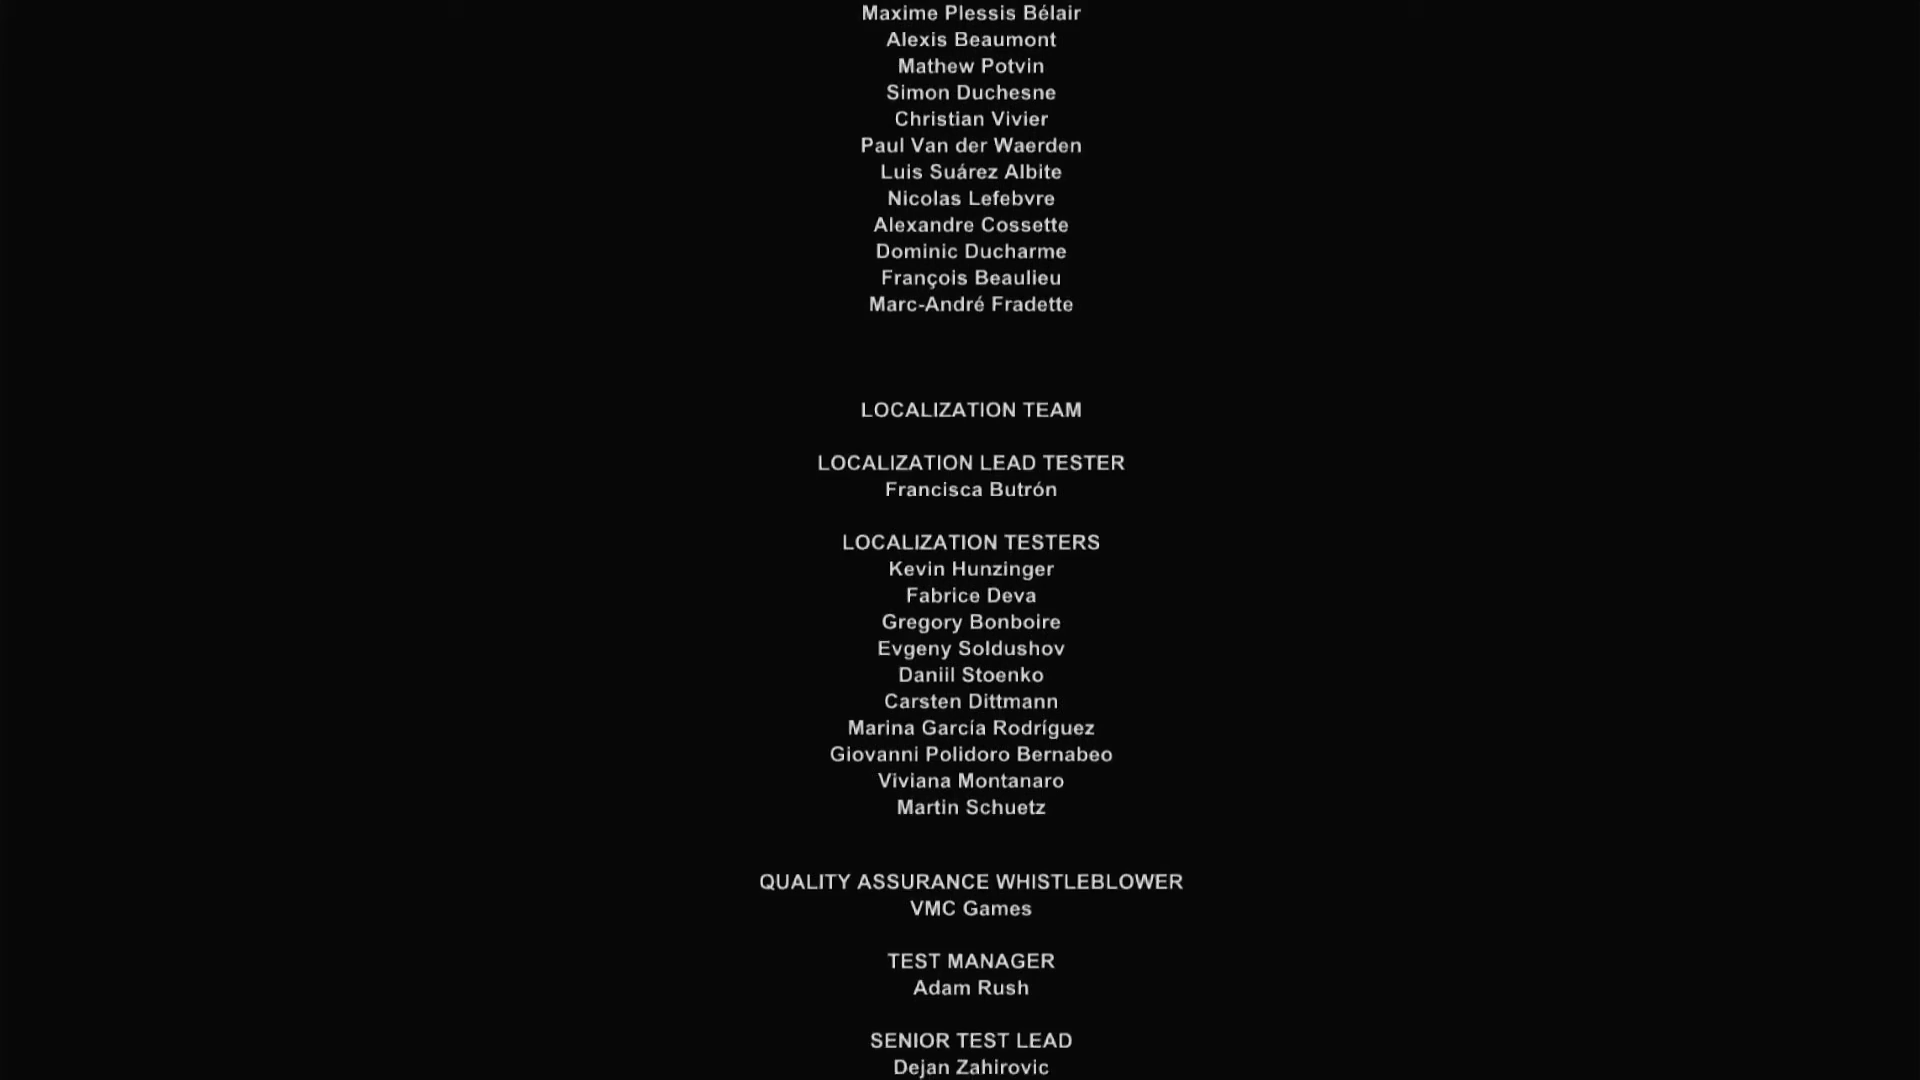 Maxime Plessis Bélair
Alexis Beaumont
Mathew Potvin
Simon Duchesne
Christian Vivier
Paul Van der Waerden
Luis Suárez Albite
Nicolas Lefebvre
Alexandre Cossette
Dominic Ducharme
François Beaulieu
Marc-André Fradette
LOCALIZATION TEAM
LOCALIZATION LEAD TESTER
Francisca Butrón
LOCALIZATION TESTERS
Kevin Hunzinger
Fabrice Deva
Gregory Bonboire
Evgeny Soldushov
Daniil Stoenko
Carsten Dittmann
Marina García Rodríguez
Giovanni Polidoro Bernabeo
Viviana Montanaro
Martin Schuetz
QUALITY ASSURANCE WHISTLEBLOWER
VMC Games
TEST MANAGER
Adam Rush
SENIOR TEST LEAD
Dejan Zahirovic